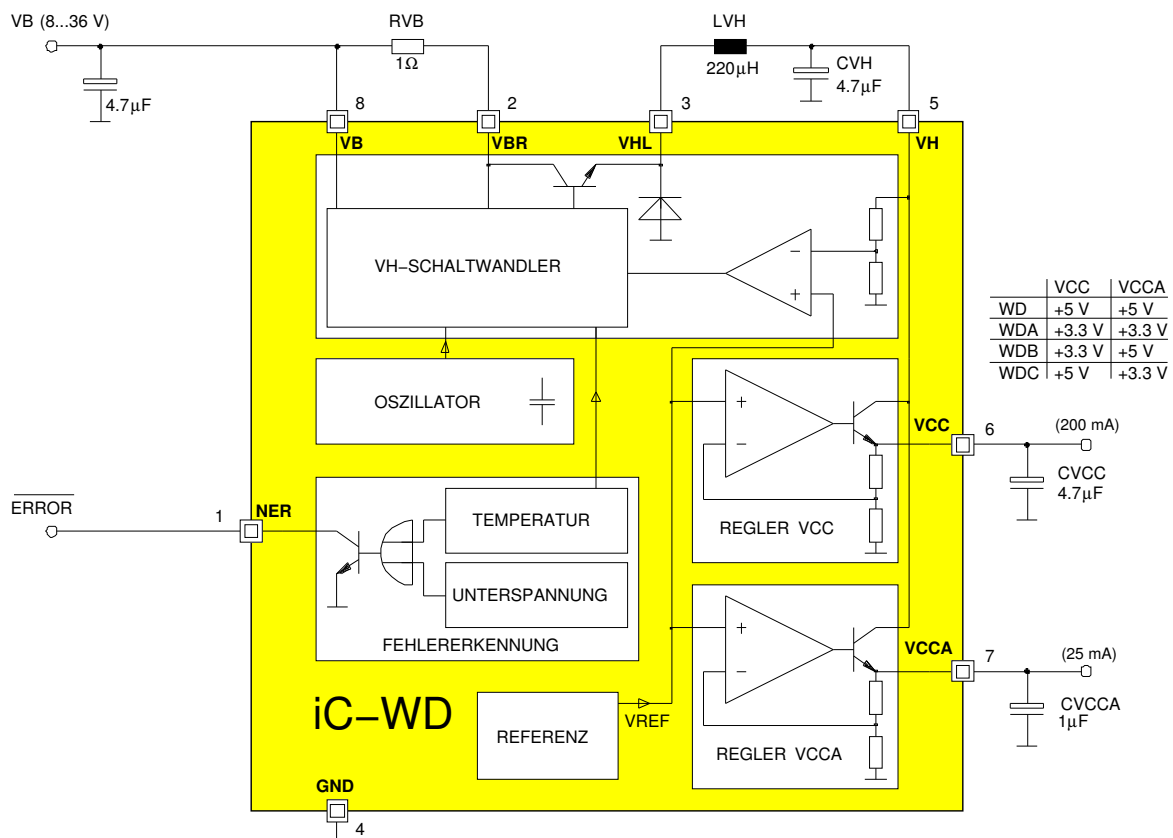 VB (8...36 V)
RVB
LVH
1Ω
220µH
CVH
4.7µF
4.7µF
8
2
3
5
VB
VBR
VHL
VH
VH−SCHALTWANDLER
−
+
VCC
VCCA
WD
+5 V
+5 V
WDA
+3.3 V
+3.3 V
WDB
+3.3 V
+5 V
WDC
+5 V
+3.3 V
OSZILLATOR
+
−
VCC
6
(200 mA)
CVCC
4.7µF
REGLER VCC
ERROR
1
NER
TEMPERATUR
UNTERSPANNUNG
FEHLERERKENNUNG
+
−
VCCA
7
(25 mA)
CVCCA
1µF
REGLER VCCA
iC−WD
REFERENZ
VREF
GND
4